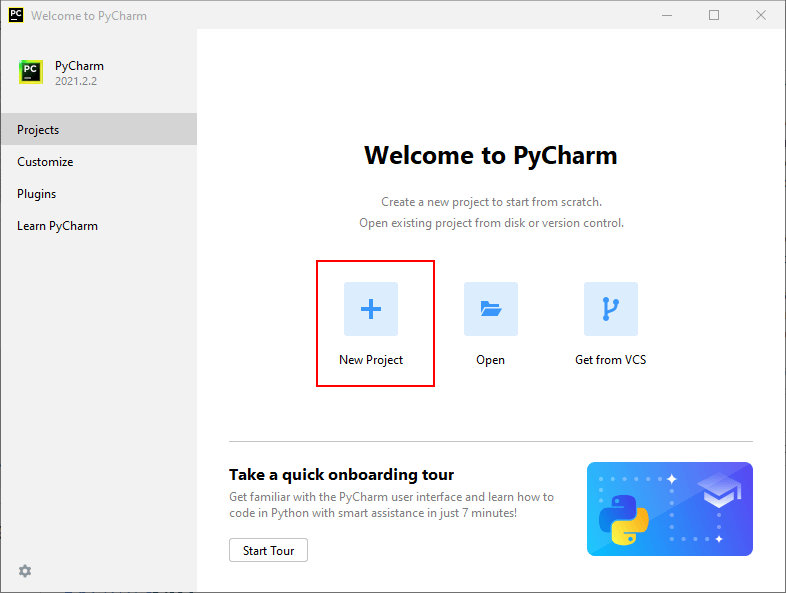 PC Welcome to PyCharm
PC PyCharm
2021.2.2
Projects
Customize
Plugins
Learn PyCharm
Welcome to PyCharm
Create a new project to start from scratch.
Open existing project from disk or version control.
New Project
Open
Get from VCS
Take a quick onboarding tour
Get familiar with the PyCharm user interface and learn how to
code in Python with smart assistance in just 7 minutes!
Start Tour